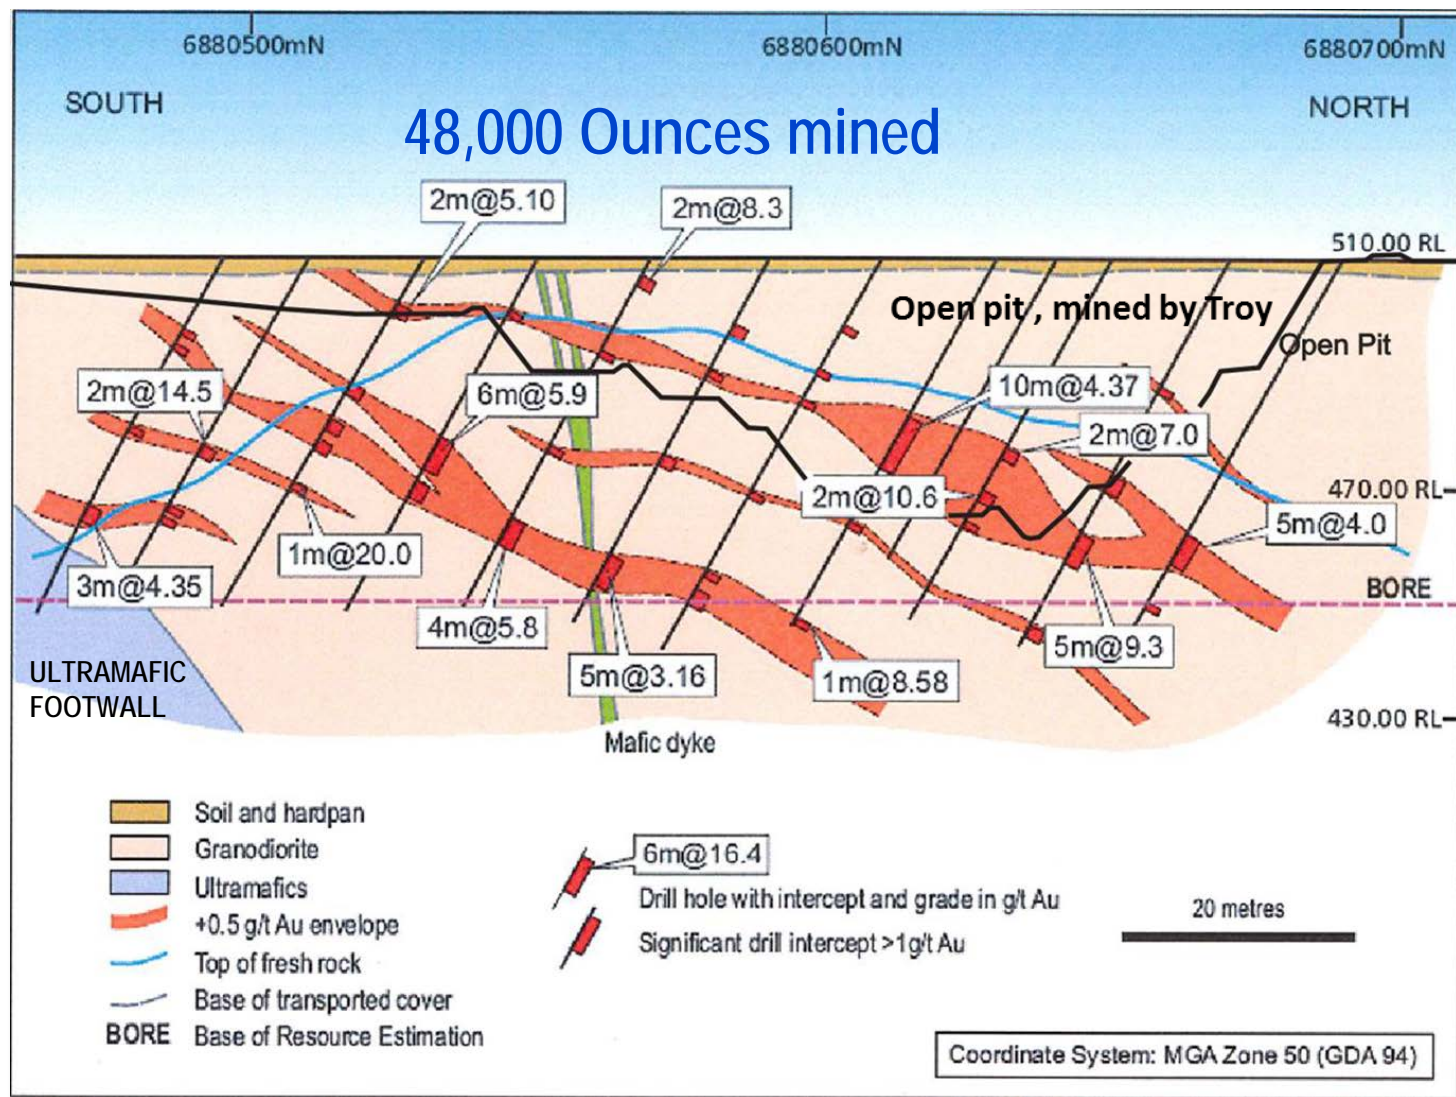 6880500mN
6880600mN
6880700mN
SOUTH
NORTH
48,000 Ounces mined
2m@5.10
2m@8.3
510.00 RL
Open pit , mined by Troy
Open Pit
2m@14.5
6m@5.9
10m@4.37
2m@7.0
2m@10.6
470.00 RL
5m@4.0
1m@20.0
3m@4.35
BORE
4m@5.8
5m@9.3
5m@3.16
1m@8.58
ULTRAMAFIC
FOOTWALL
430.00 RL
Mafic dyke
Soil and hardpan
Granodiorite
Ultramafics
+0.5 g/t Au envelope
Top of fresh rock
Base of transported cover
BORE Base of Resource Estimation
6m@16.4
Drill hole with intercept and grade in g/t Au
Significant drill intercept >1g/t Au
20 metres
Coordinate System: MGA Zone 50 (GDA 94)